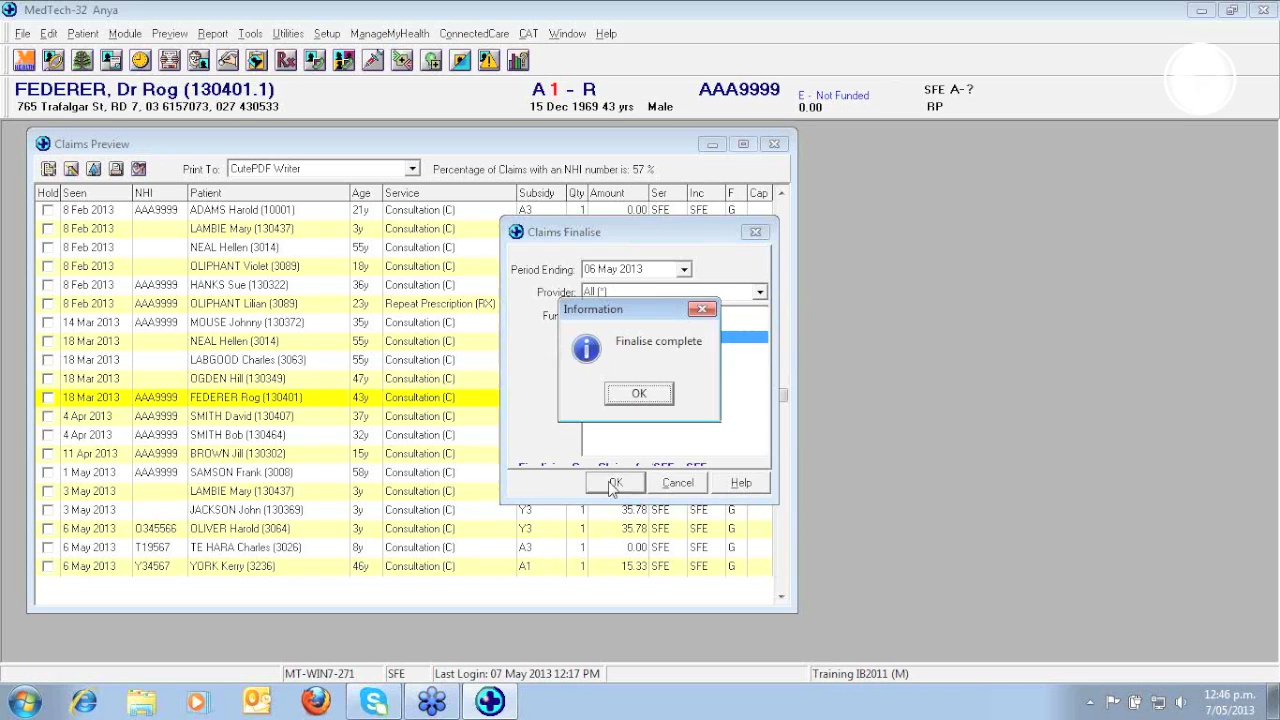 MedTech-32 Anya
File Edit Patient Module Preview Report Tools Utilities Setup ManageMyHealth ConnectedCare CAT Window Help
FEDERER, Dr Rog (130401.1) A 1 - R AAA9999 E - Not Funded SFE A-?
765 Trafalgar St, RD 7, 03 6157073, 027 430533 15 Dec 1969 43 yrs Male 0.00 RP
Claims Preview
Print To: CutePDF Writer Percentage of Claims with an NHI number is: 57 %
Hold Seen NHI Patient Age Service Subsidy Qty Amount Ser Inc F Cap
8 Feb 2013 AAA9999 ADAMS Harold (10001) 21y Consultation (C) A3 1 0.00 SFE SFE G
8 Feb 2013 LAMBIE Mary (130437) 3y Consultation (C)
8 Feb 2013 NEAL Hellen (3014) 55y Consultation (C)
8 Feb 2013 OLIPHANT Violet (3089) 18y Consultation (C)
8 Feb 2013 AAA9999 HANKS Sue (130322) 36y Consultation (C)
8 Feb 2013 AAA9999 OLIPHANT Lilian (3089) 23y Repeat Prescription (RX)
14 Mar 2013 MOUSE Johnny (130372) 35y Consultation (C)
18 Mar 2013 NEAL Hellen (3014) 55y Consultation (C)
18 Mar 2013 LABGOOD Charles (3063) 55y Consultation (C)
18 Mar 2013 OGDEN Hill (130349) 47y Consultation (C)
18 Mar 2013 AAA9999 FEDERER Rog (130401) 43y Consultation (C)
4 Apr 2013 AAA9999 SMITH David (130407) 37y Consultation (C)
4 Apr 2013 SMITH Bob (130464) 32y Consultation (C)
11 Apr 2013 AAA9999 BROWN Jill (130302) 15y Consultation (C)
1 May 2013 AAA9999 SAMSON Frank (3008) 58y Consultation (C)
3 May 2013 LAMBIE Mary (130437) 3y Consultation (C)
3 May 2013 JACKSON John (130369) 3y Consultation (C) Y3 1 35.78 SFE SFE G
6 May 2013 O345566 OLIVER Harold (3064) 3y Consultation (C) Y3 1 35.78 SFE SFE G
6 May 2013 T19567 TE HARA Charles (3026) 8y Consultation (C) A3 1 0.00 SFE SFE G
6 May 2013 Y34567 YORK Kerry (3236) 46y Consultation (C) A1 1 15.33 SFE SFE G
Claims Finalise
Period Ending: 06 May 2013
Provider: All (*)
Information
Finalise complete
OK
OK Cancel Help
MT-WIN7-271 SFE Last Login: 07 May 2013 12:17 PM Training IB2011 (M)
12:46 p.m.
7/05/2013